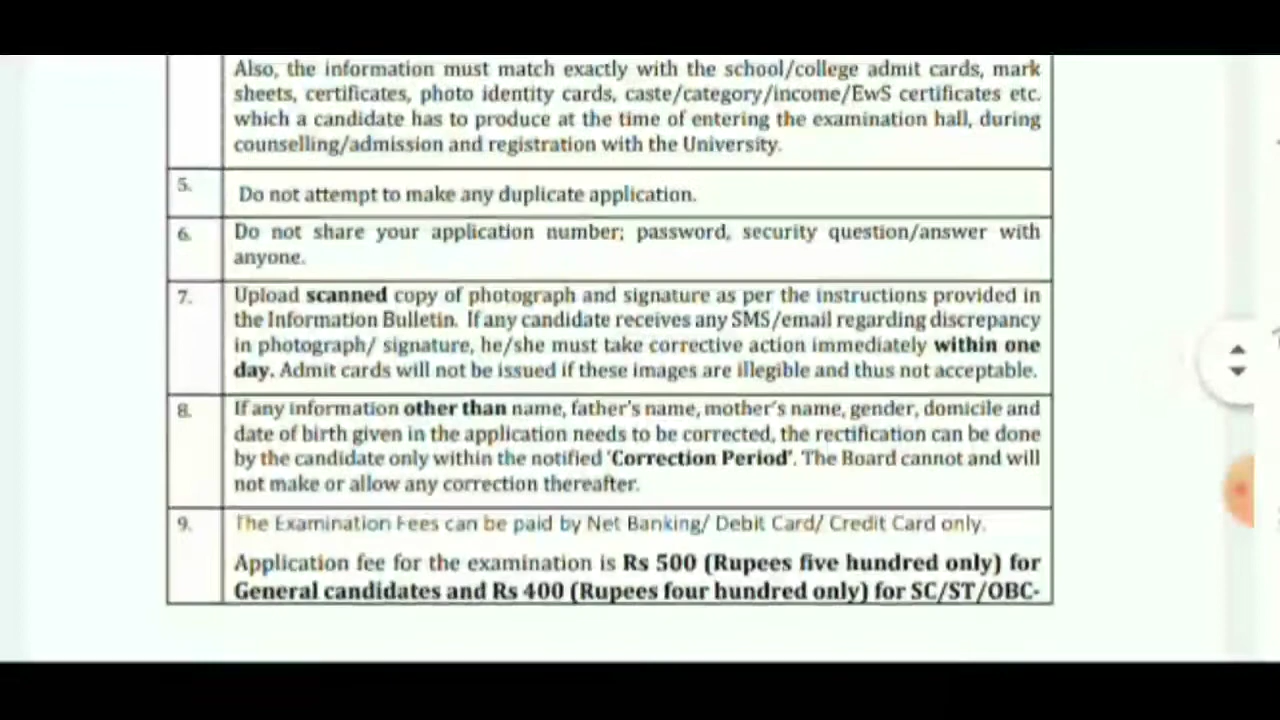 Also, the information must match exactly with the school/college admit cards, mark
sheets, certificates, photo identity cards, caste/category/income/EwS certificates etc.
which a candidate has to produce at the time of entering the examination hall, during
counselling/admission and registration with the University.
5. Do not attempt to make any duplicate application.
6. Do not share your application number; password, security question/answer with
anyone.
7. Upload scanned copy of photograph and signature as per the instructions provided in
the Information Bulletin. If any candidate receives any SMS/email regarding discrepancy
in photograph/ signature, he/she must take corrective action immediately within one
day. Admit cards will not be issued if these images are illegible and thus not acceptable.
8. If any information other than name, father's name, mother's name, gender, domicile and
date of birth given in the application needs to be corrected, the rectification can be done
by the candidate only within the notified 'Correction Period'. The Board cannot and will
not make or allow any correction thereafter.
9. The Examination Fees can be paid by Net Banking/ Debit Card/ Credit Card only.
Application fee for the examination is Rs 500 (Rupees five hundred only) for
General candidates and Rs 400 (Rupees four hundred only) for SC/ST/OBC-